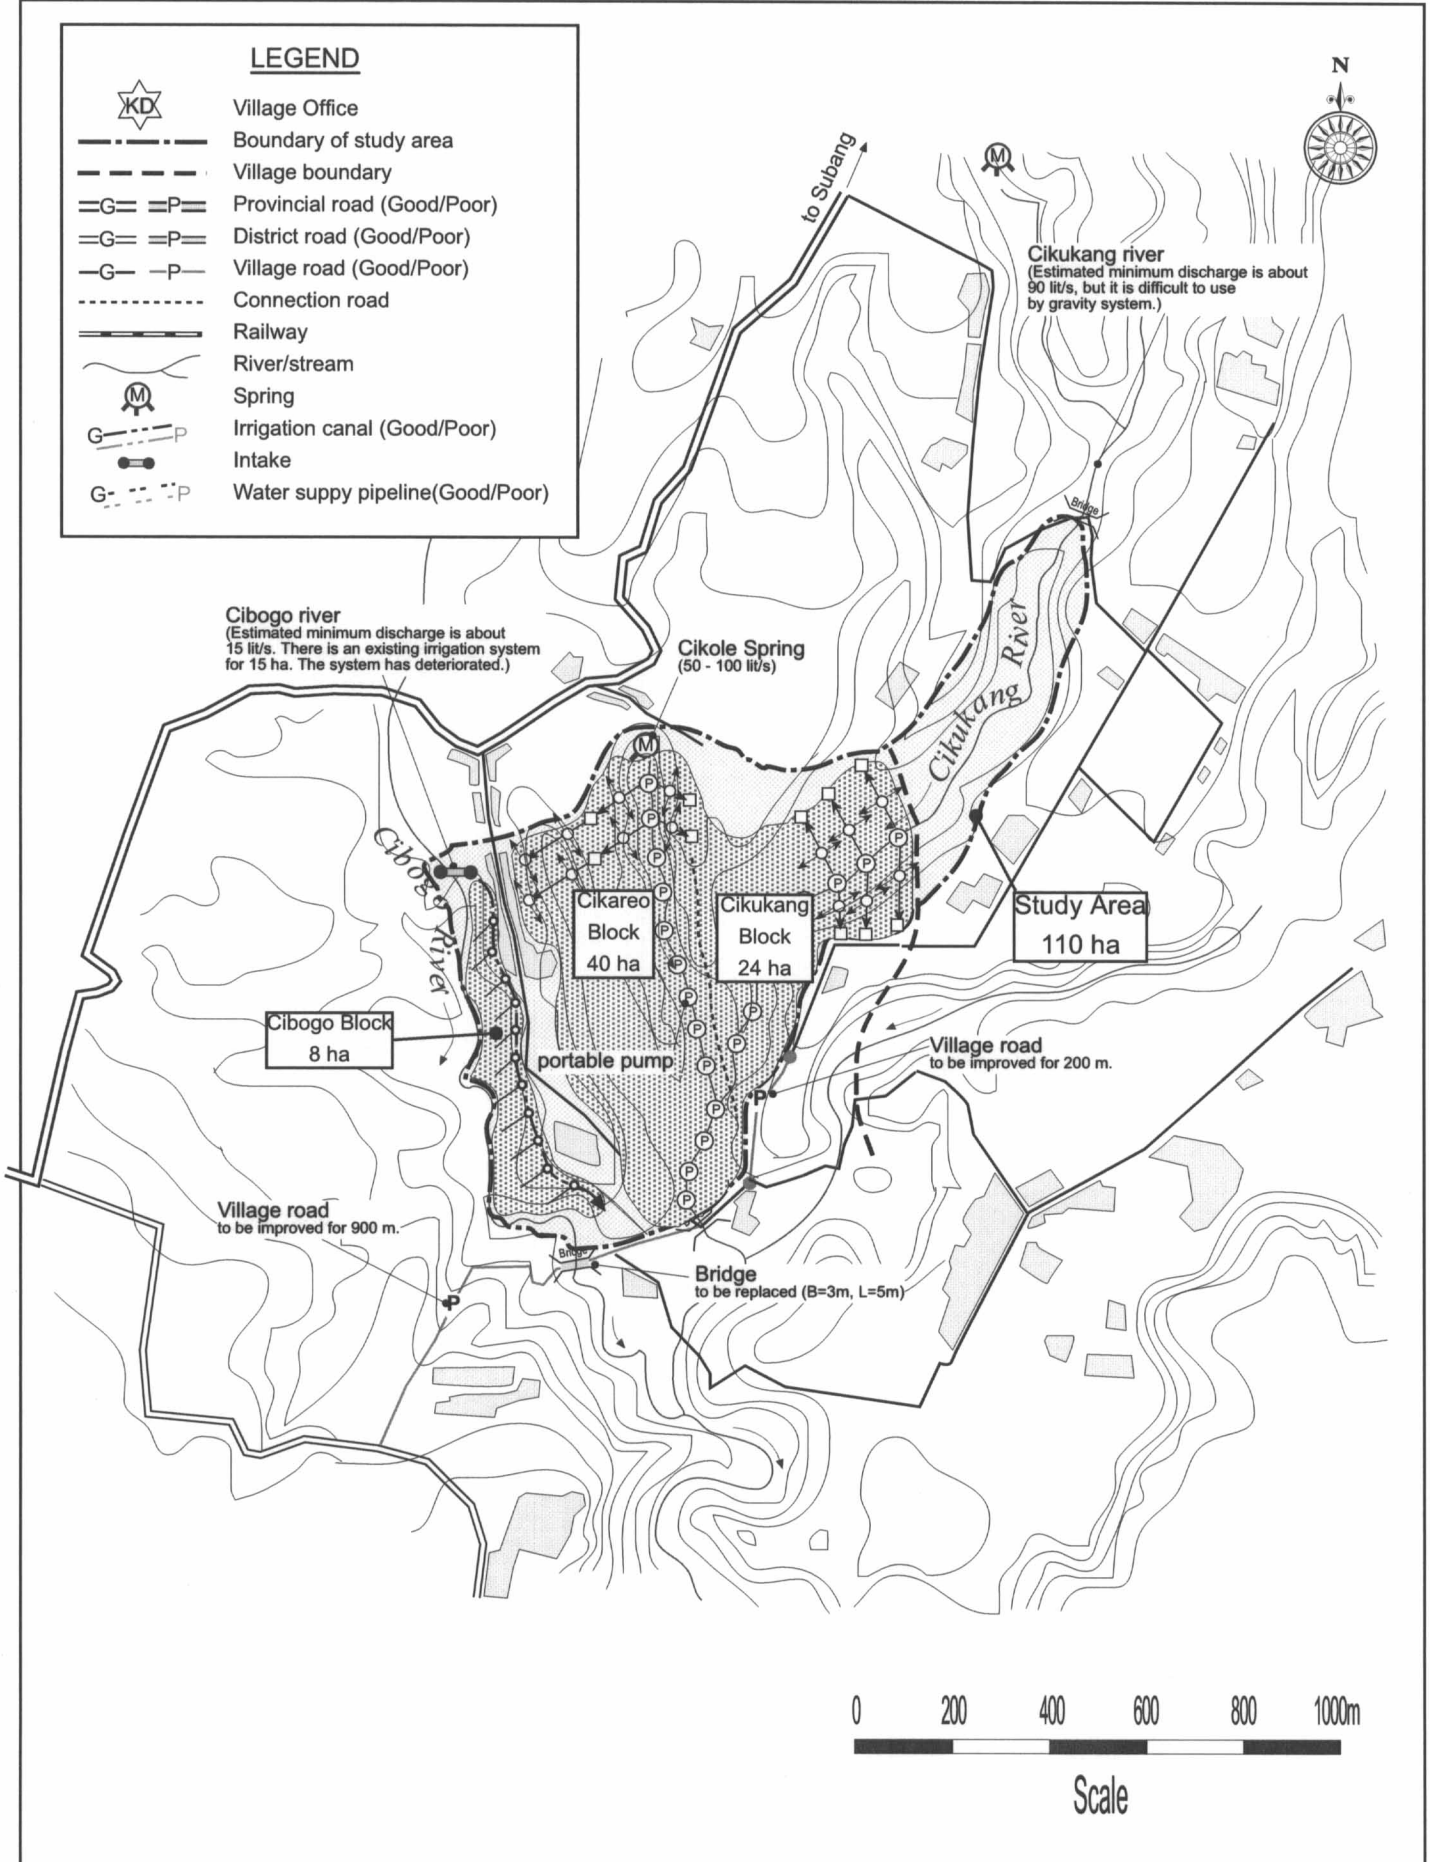 LEGEND
KD Village Office
Boundary of study area
Village boundary
G P Provincial road (Good/Poor)
G P District road (Good/Poor)
G P Village road (Good/Poor)
Connection road
Railway
River/stream
M Spring
G P Irrigation canal (Good/Poor)
Intake
G P Water suppy pipeline(Good/Poor)
N
to Subang
M
Cikukang river
(Estimated minimum discharge is about
90 lit/s, but it is difficult to use
by gravity system.)
Bridge
Cibogo river
(Estimated minimum discharge is about
15 lit/s. There is an existing irrigation system
for 15 ha. The system has deteriorated.)
Cikole Spring
(50 - 100 lit/s)
Cikukang River
M
Cibogo River
Cikareo
Block
40 ha
Cikukang
Block
24 ha
Study Area
110 ha
Cibogo Block
8 ha
portable pump
Village road
to be improved for 200 m.
P
Village road
to be improved for 900 m.
P
Bridge
Bridge
to be replaced (B=3m, L=5m)
0 200 400 600 800 1000m
Scale